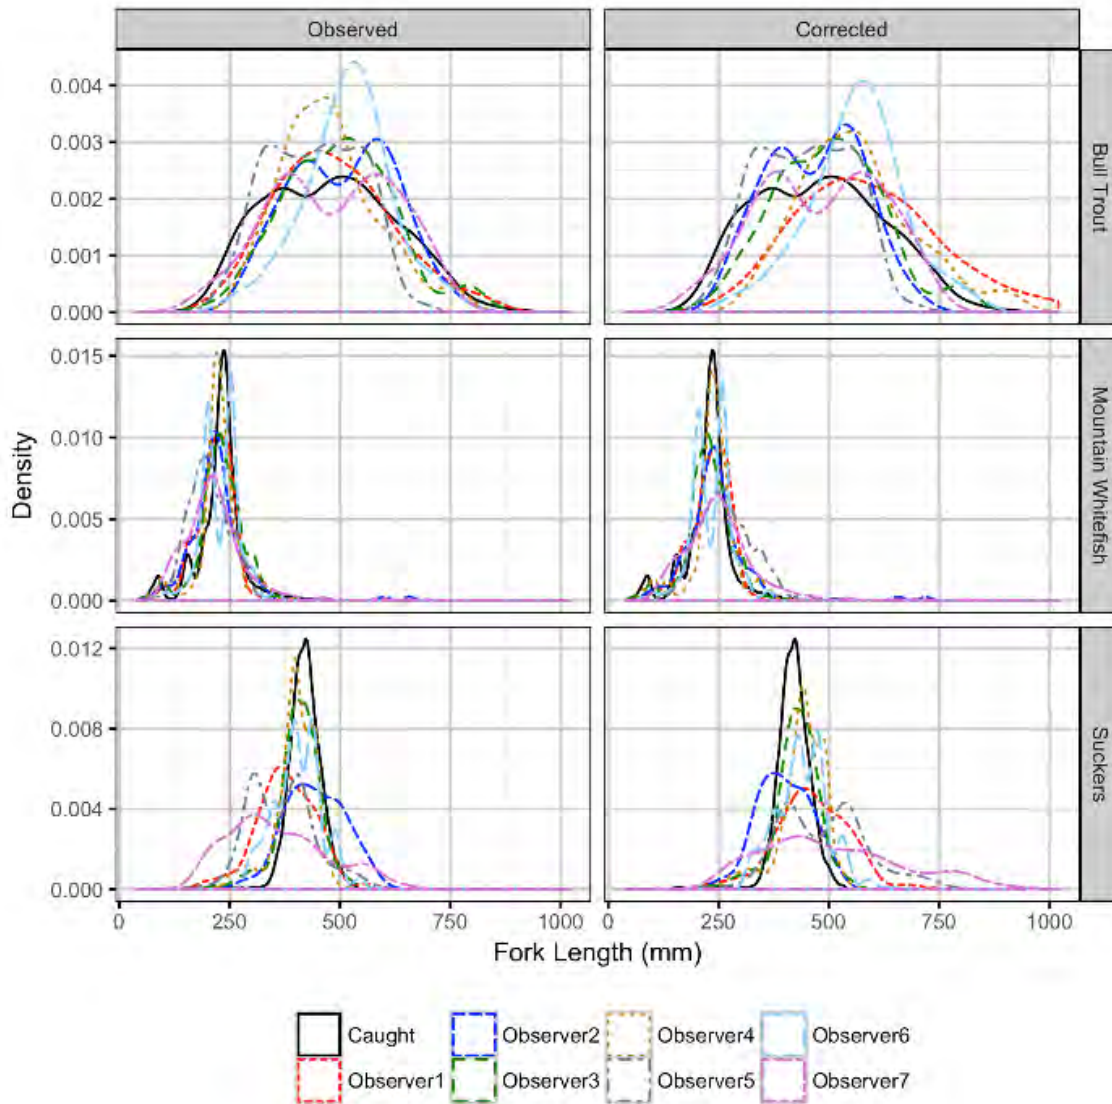 Observed
Corrected
0.004
0.003
0.002
0.001
0.000
Bull Trout
0.015
0.010
0.005
0.000
Mountain Whitefish
Density
0.012
0.008
0.004
0.000
Suckers
0 250 500 750 1000
0 250 500 750 1000
Fork Length (mm)
Caught Observer2 Observer4 Observer6
Observer1 Observer3 Observer5 Observer7